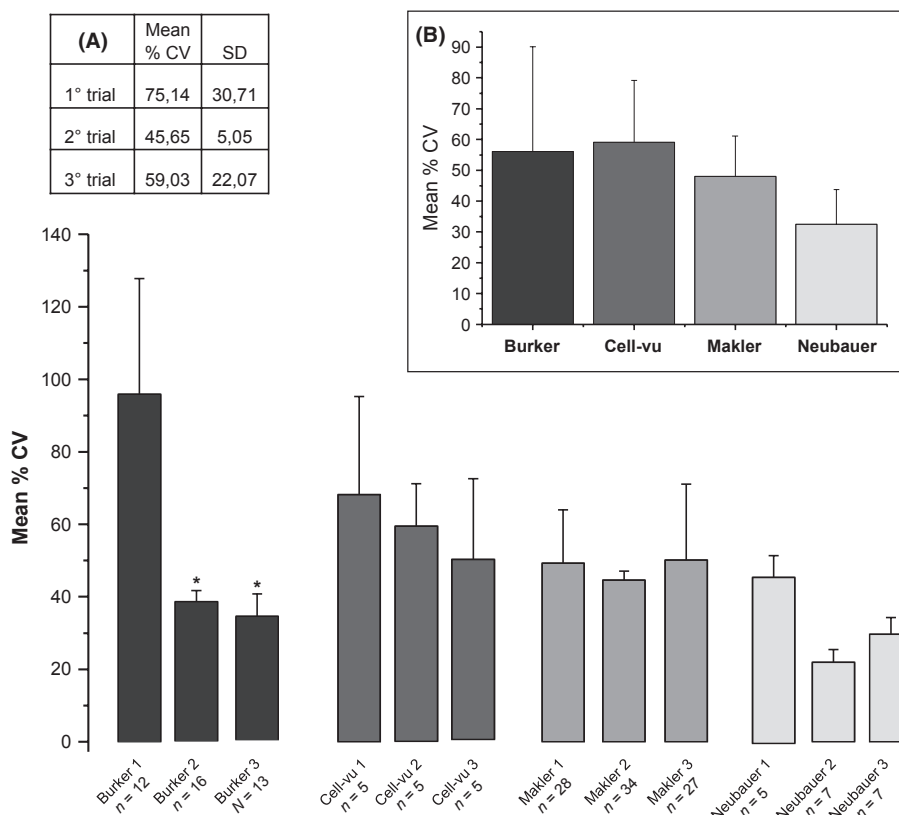 (A) Mean % CV SD
1° trial 75,14 30,71
2° trial 45,65 5,05
3° trial 59,03 22,07
(B)
Mean % CV
90
80
70
60
50
40
30
20
10
0
Burker Cell-vu Makler Neubauer
Mean % CV
140
120
100
80
60
40
20
0
* *
Burker 1
n = 12
Burker 2
n = 16
Burker 3
N = 13
Cell-vu 1
n = 5
Cell-vu 2
n = 5
Cell-vu 3
n = 5
Makler 1
n = 28
Makler 2
n = 34
Makler 3
n = 27
Neubauer 1
n = 5
Neubauer 2
n = 7
Neubauer 3
n = 7